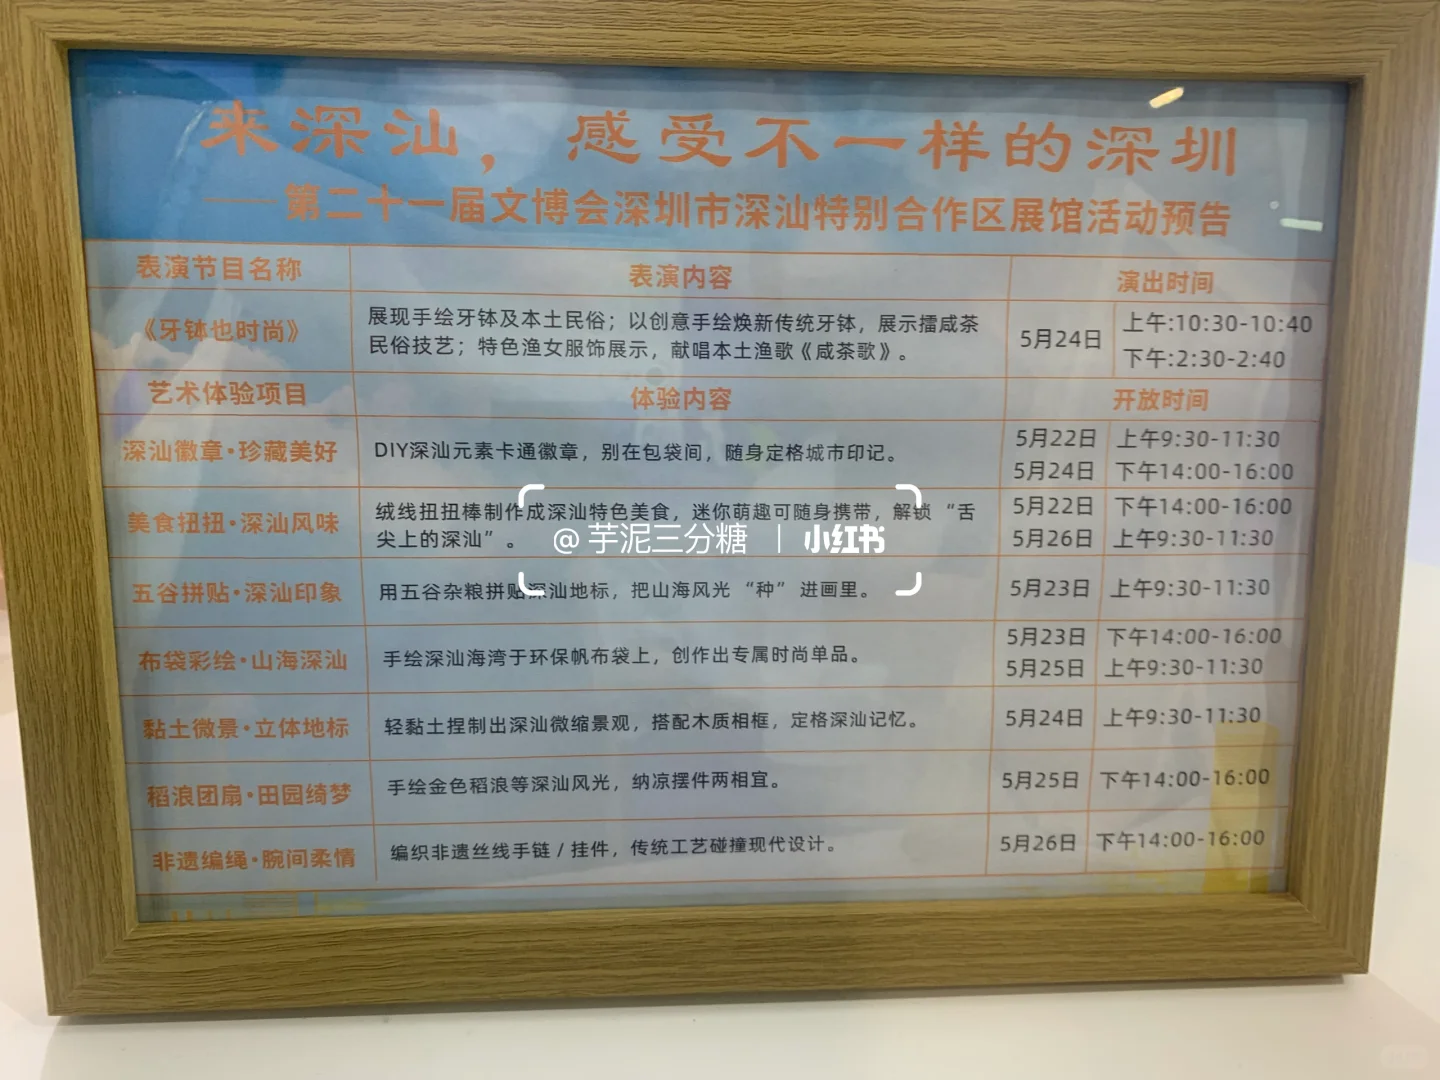 来深汕，感受不一样的深圳
——第二十一届文博会深圳市深汕特别合作区展馆活动预告
表演节目名称 表演内容 演出时间
《牙钵也时尚》 展现手绘牙钵及本土民俗；以创意手绘焕新传统牙钵，展示擂咸茶 5月24日 上午:10:30-10:40
民俗技艺；特色渔女服饰展示，献唱本土渔歌《咸茶歌》。 下午:2:30-2:40
艺术体验项目 体验内容 开放时间
深汕徽章·珍藏美好 DIY深汕元素卡通徽章，别在包袋间，随身定格城市印记。 5月22日 上午9:30-11:30
5月24日 下午14:00-16:00
美食扭扭·深汕风味 绒线扭扭棒制作成深汕特色美食，迷你萌趣可随身携带，解锁“舌 5月22日 下午14:00-16:00
尖上的深汕”。 5月26日 上午9:30-11:30
@芋泥三分糖 | 小红书
五谷拼贴·深汕印象 用五谷杂粮拼贴深汕地标，把山海风光“种”进画里。 5月23日 上午9:30-11:30
布袋彩绘·山海深汕 手绘深汕海湾于环保帆布袋上，创作出专属时尚单品。 5月23日 下午14:00-16:00
5月25日 上午9:30-11:30
黏土微景·立体地标 轻黏土捏制出深汕微缩景观，搭配木质相框，定格深汕记忆。 5月24日 上午9:30-11:30
稻浪团扇·田园绮梦 手绘金色稻浪等深汕风光，纳凉摆件两相宜。 5月25日 下午14:00-16:00
非遗编绳·腕间柔情 编织非遗丝线手链/挂件，传统工艺碰撞现代设计。 5月26日 下午14:00-16:00